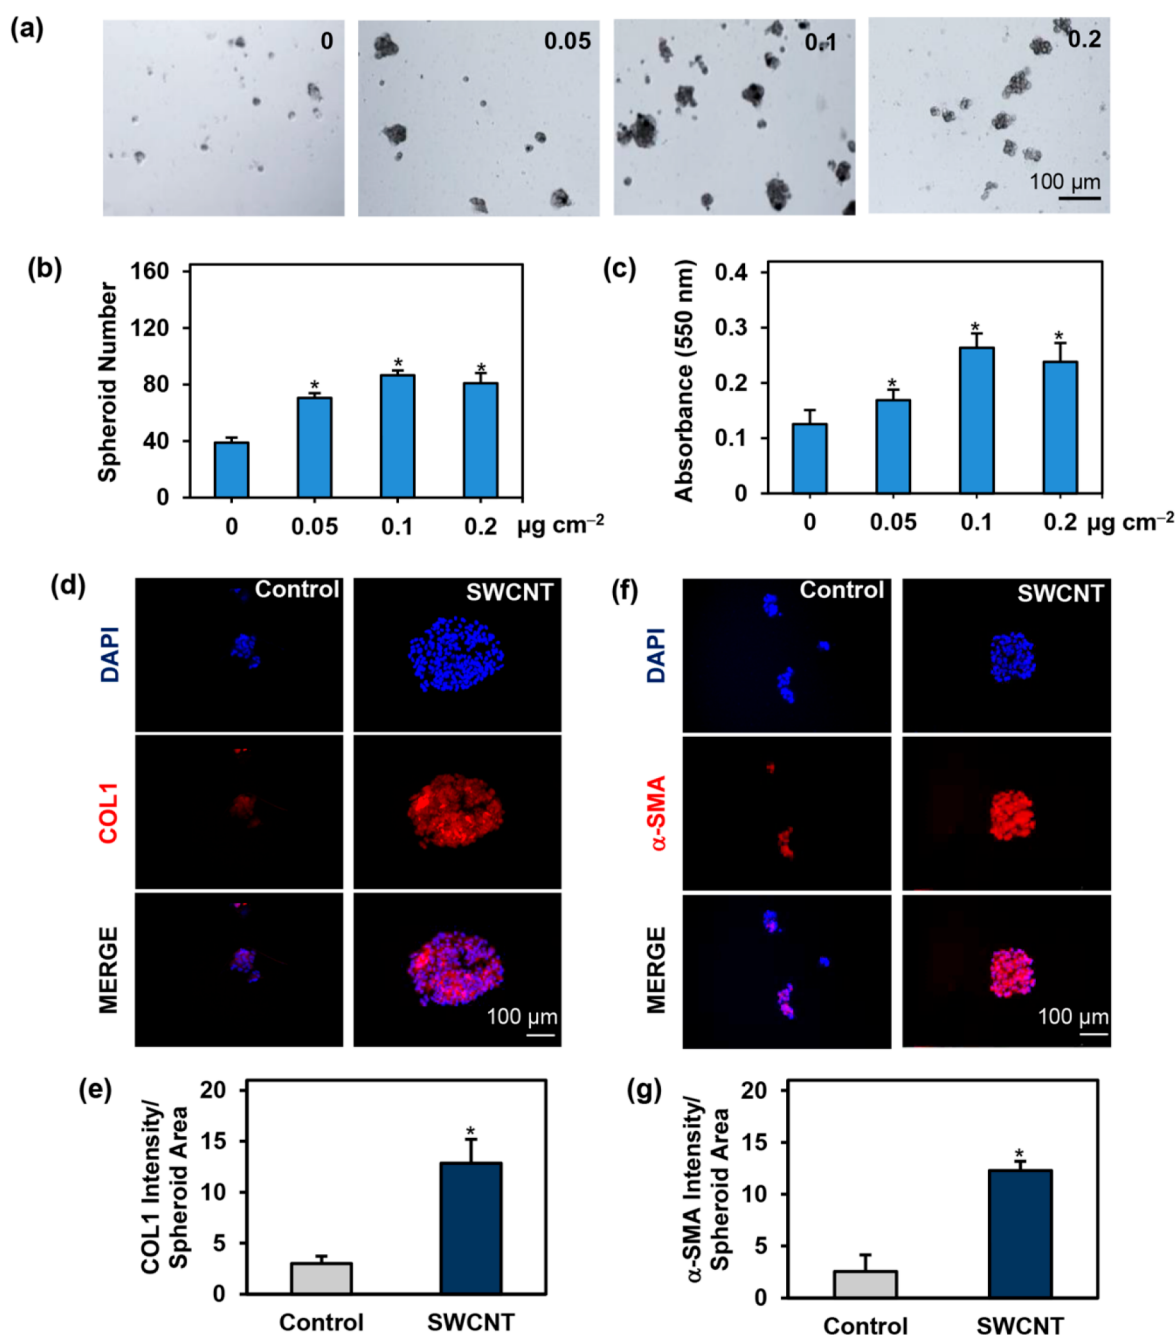 (a)
0
0.05
0.1
0.2
100 μm
(b)
Spheroid Number
160
120
80
40
0
*
*
*
0 0.05 0.1 0.2 μg cm⁻²
(c)
Absorbance (550 nm)
0.4
0.3
0.2
0.1
0
*
*
*
0 0.05 0.1 0.2 μg cm⁻²
(d)
Control
SWCNT
DAPI
COL1
MERGE
100 μm
(f)
Control
SWCNT
DAPI
α-SMA
MERGE
100 μm
(e)
COL1 Intensity/
Spheroid Area
20
15
10
5
0
*
Control SWCNT
(g)
α-SMA Intensity/
Spheroid Area
20
15
10
5
0
*
Control SWCNT